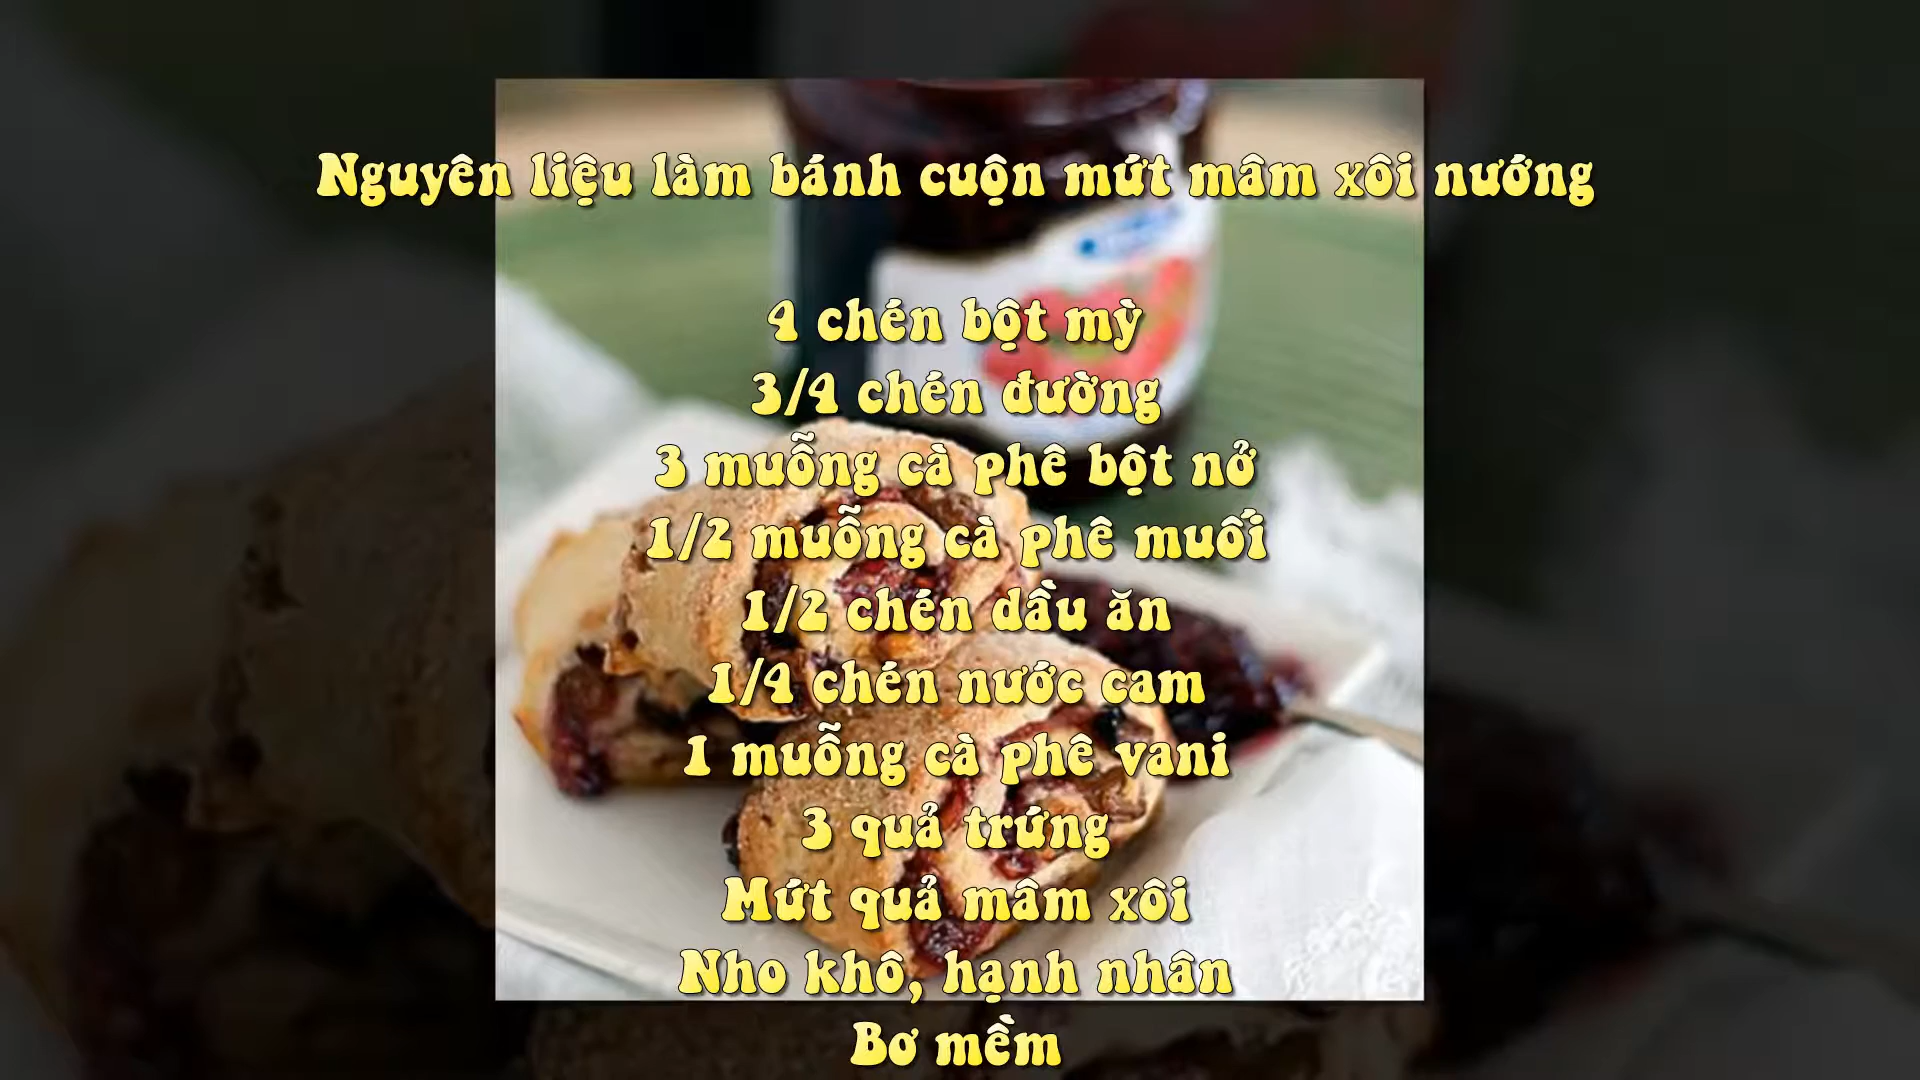 Nguyên liệu làm bánh cuộn mứt mâm xôi nướng
4 chén bột mỳ
3/4 chén đường
3 muỗng cà phê bột nở
1/2 muỗng cà phê muối
1/2 chén dầu ăn
1/4 chén nước cam
1 muỗng cà phê vani
3 quả trứng
Mứt quả mâm xôi
Nho khô, hạnh nhân
Bơ mềm